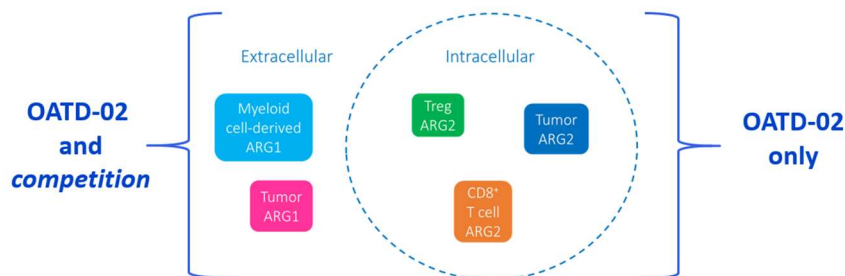 OATD-02
and
competition
Extracellular
Myeloid
cell-derived
ARG1
Tumor
ARG1
Intracellular
Treg
ARG2
Tumor
ARG2
CD8⁺
T cell
ARG2
OATD-02
only